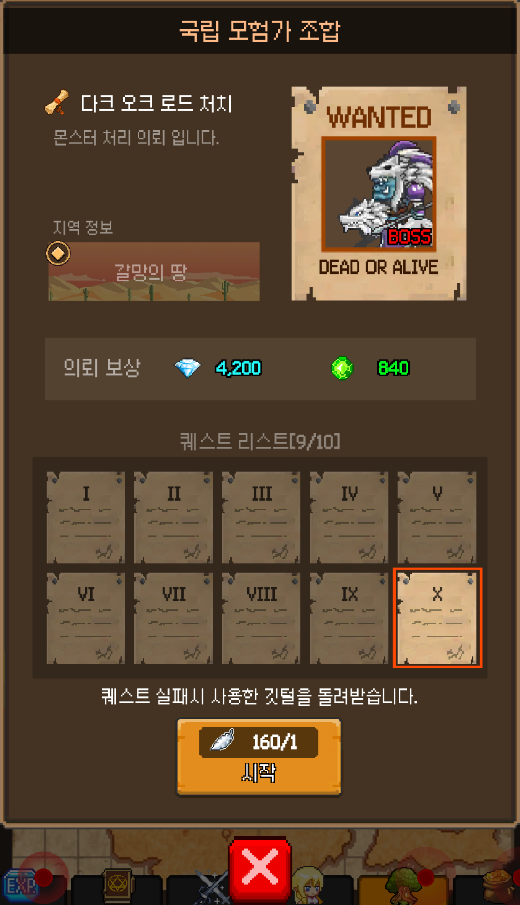 국립 모험가 조합
다크 오크 로드 처치
몬스터 처리 의뢰 입니다.
WANTED
BOSS
DEAD OR ALIVE
지역 정보
갈망의 땅
의뢰 보상 4,200 840
퀘스트 리스트[9/10]
I II III IV V
VI VII VIII IX X
퀘스트 실패시 사용한 깃털을 돌려받습니다.
160/1
시작
EXP